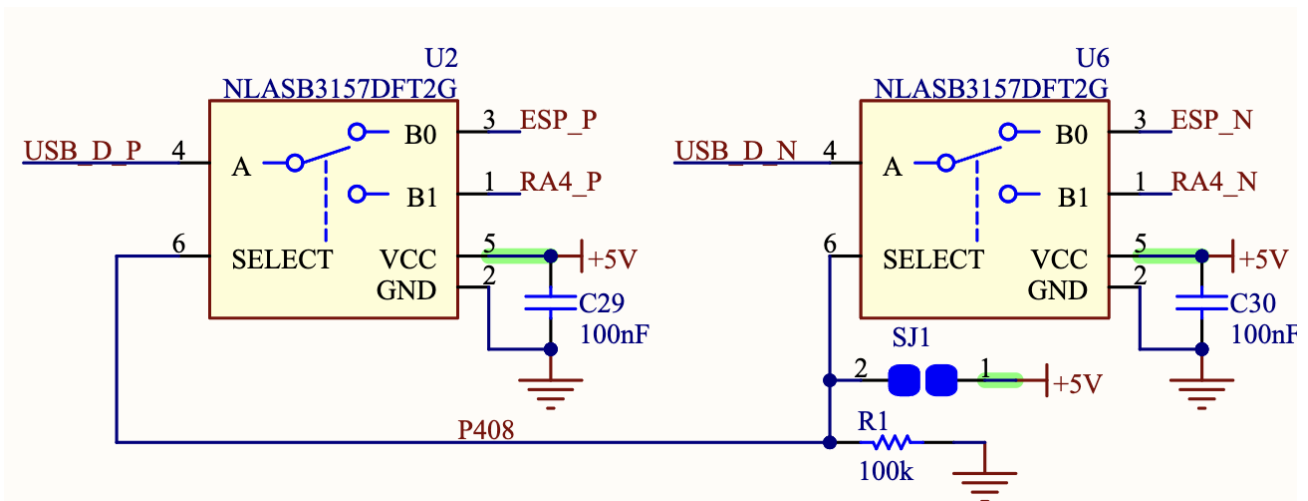 U2
NLASB3157DFT2G
USB_D_P 4 A B0 3 ESP_P
B1 1 RA4_P
6 SELECT VCC 5 +5V
GND 2
C29
100nF
U6
NLASB3157DFT2G
USB_D_N 4 A B0 3 ESP_N
B1 1 RA4_N
6 SELECT VCC 5 +5V
GND 2
C30
100nF
SJ1
2 1 +5V
P408
R1
100k